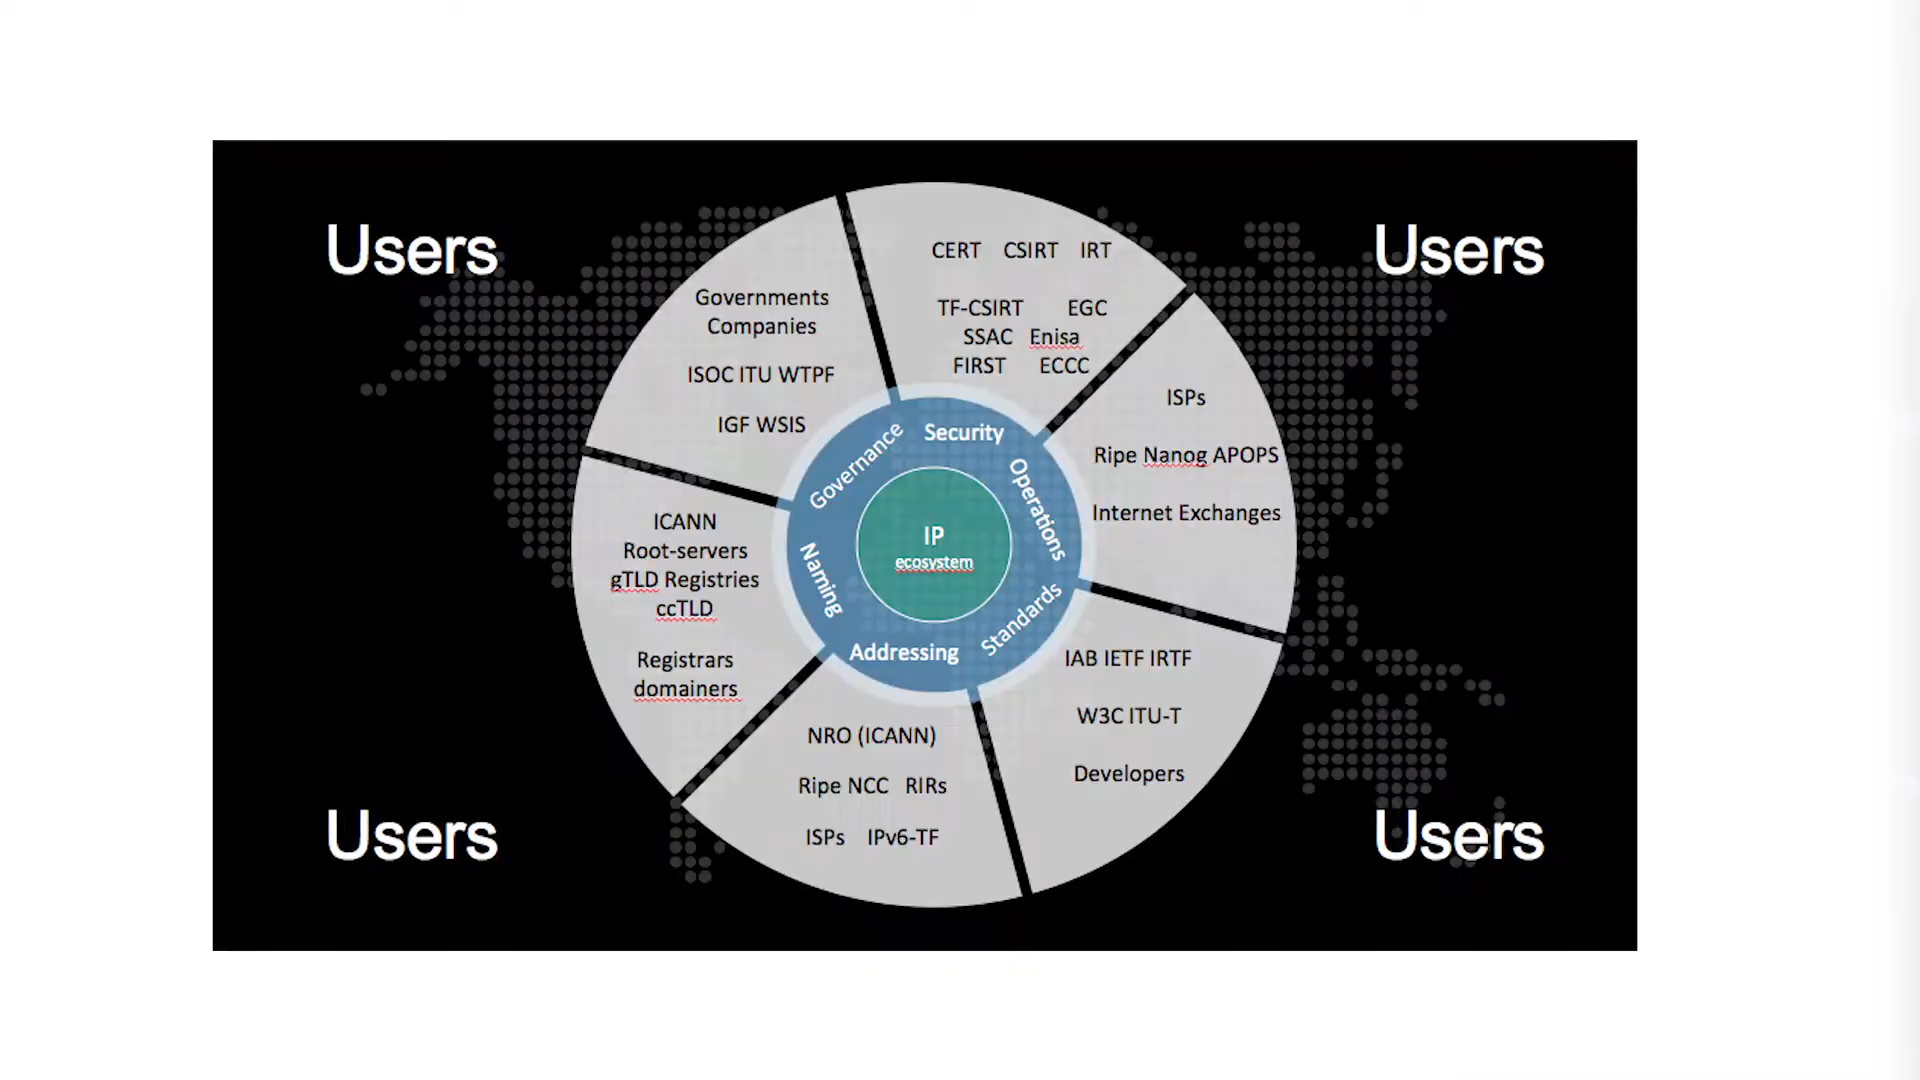 Users
Users
CERT CSIRT IRT
TF-CSIRT EGC
SSAC Enisa
FIRST ECCC
Governments
Companies
ISOC ITU WTPF
IGF WSIS
ISPs
Ripe Nanog APOPS
Internet Exchanges
Governance
Security
Operations
IP
ecosystem
Naming
Addressing
Standards
ICANN
Root-servers
gTLD Registries
ccTLD
Registrars
domainers
IAB IETF IRTF
W3C ITU-T
Developers
NRO (ICANN)
Ripe NCC RIRs
ISPs IPv6-TF
Users
Users